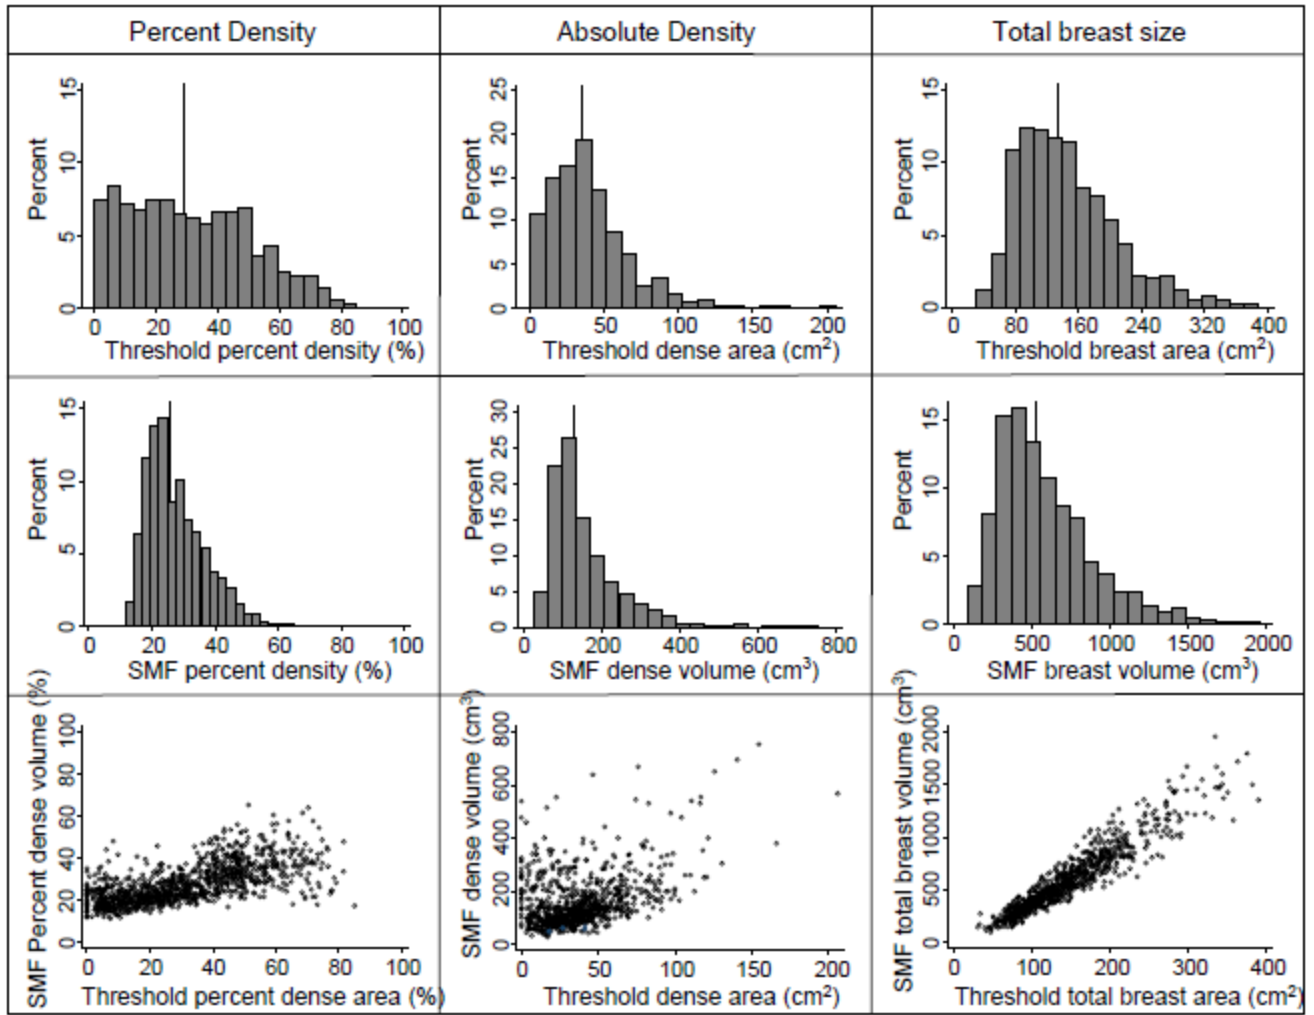 Percent Density
Absolute Density
Total breast size
Percent
15
10
5
0
0 20 40 60 80 100
Threshold percent density (%)
Percent
25
20
15
10
5
0
0 50 100 150 200
Threshold dense area (cm²)
Percent
15
10
5
0
0 80 160 240 320 400
Threshold breast area (cm²)
Percent
15
10
5
0
0 20 40 60 80 100
SMF percent density (%)
Percent
30
25
20
15
10
5
0
0 200 400 600 800
SMF dense volume (cm³)
Percent
15
10
5
0
0 500 1000 1500 2000
SMF breast volume (cm³)
SMF Percent dense volume (%)
100
80
60
40
20
0
0 20 40 60 80 100
Threshold percent dense area (%)
SMF dense volume (cm³)
800
600
400
200
0
0 50 100 150 200
Threshold dense area (cm²)
SMF total breast volume (cm³)
2000
1500
1000
500
0
0 100 200 300 400
Threshold total breast area (cm²)